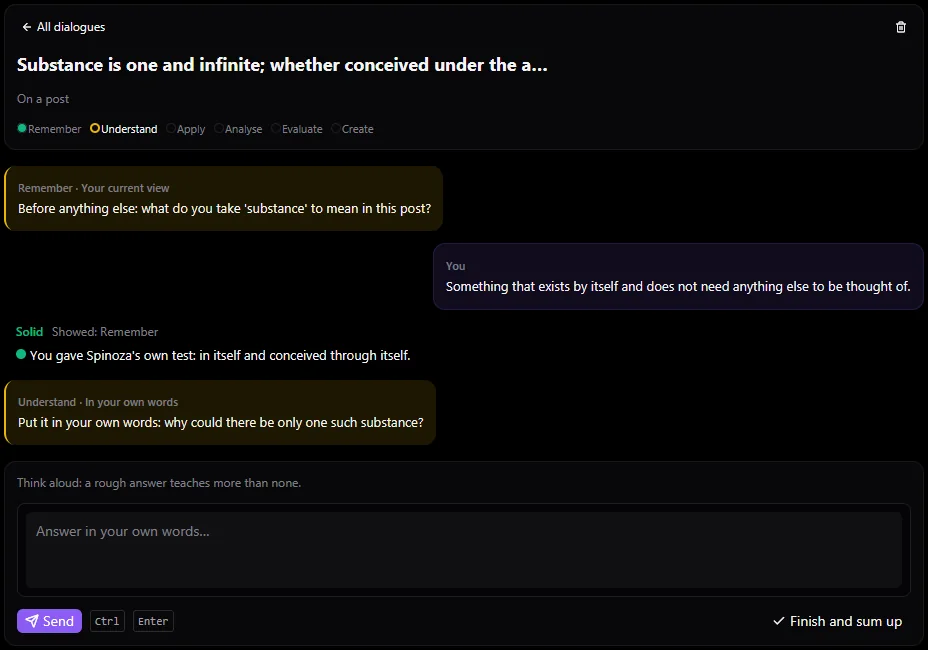 ← All dialogues
Substance is one and infinite; whether conceived under the a...
On a post
Remember Understand Apply Analyse Evaluate Create
Remember · Your current view
Before anything else: what do you take 'substance' to mean in this post?
You
Something that exists by itself and does not need anything else to be thought of.
Solid Showed: Remember
You gave Spinoza's own test: in itself and conceived through itself.
Understand · In your own words
Put it in your own words: why could there be only one such substance?
Think aloud: a rough answer teaches more than none.
Answer in your own words...
Send Ctrl Enter ✓ Finish and sum up